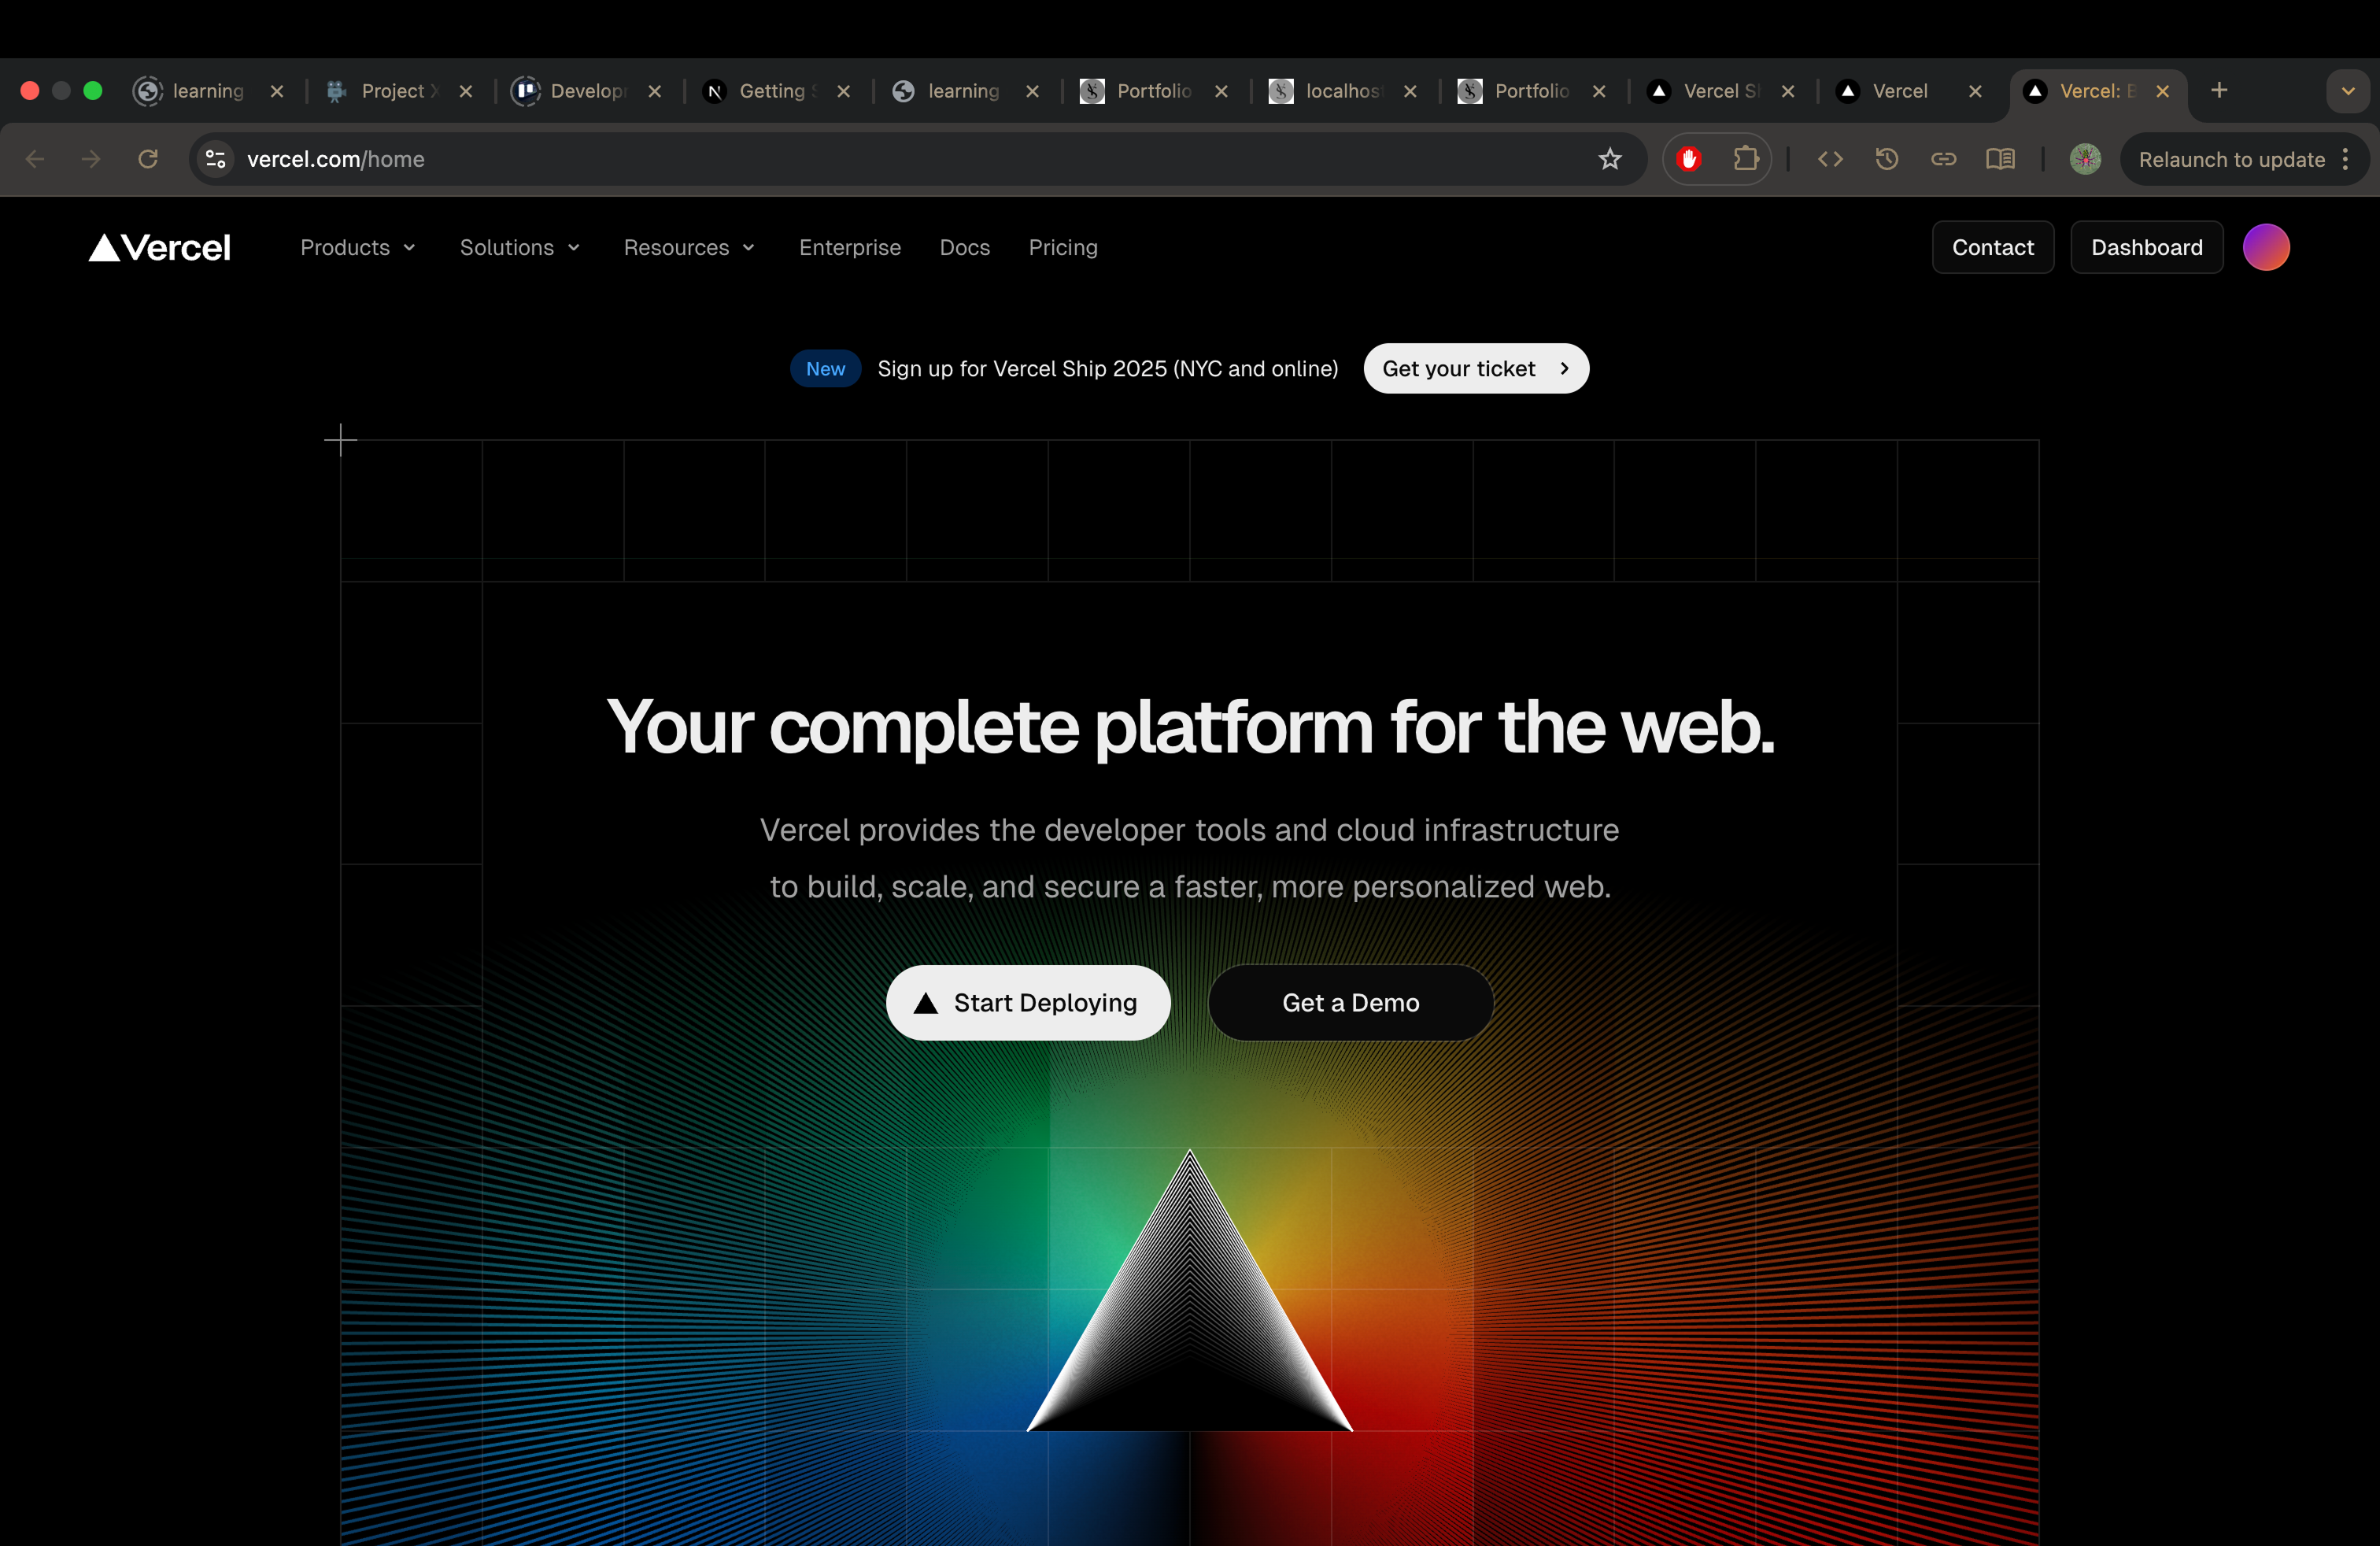 learning
Project X
Developr
Getting S
learning
Portfolio
localhost
Portfolio
Vercel S
Vercel
Vercel: B
vercel.com/home
Relaunch to update
Vercel
Products
Solutions
Resources
Enterprise
Docs
Pricing
Contact
Dashboard
New
Sign up for Vercel Ship 2025 (NYC and online)
Get your ticket
Your complete platform for the web.
Vercel provides the developer tools and cloud infrastructure
to build, scale, and secure a faster, more personalized web.
Start Deploying
Get a Demo